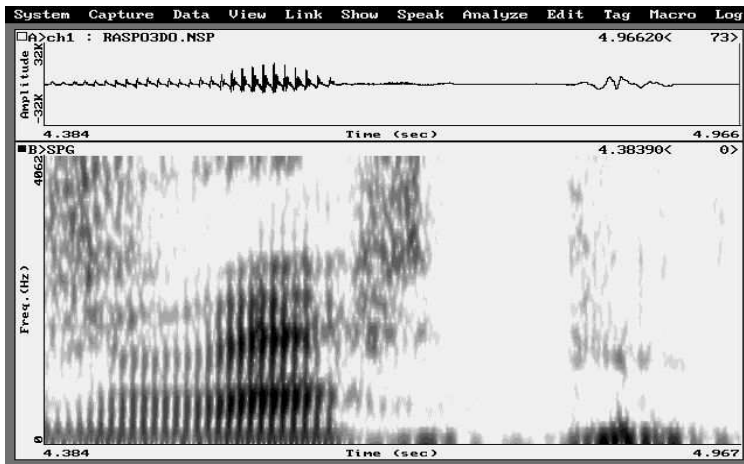 System Capture Data View Link Show Speak Analyze Edit Tag Macro Log
A>ch1 : RASPO3DO.NSP 4.96620< 73>
32K
Amplitude
-32K
4.384 Time (sec) 4.966
B>SPG 4.38390< 0>
4062
Freq.(Hz)
0
4.384 Time (sec) 4.967